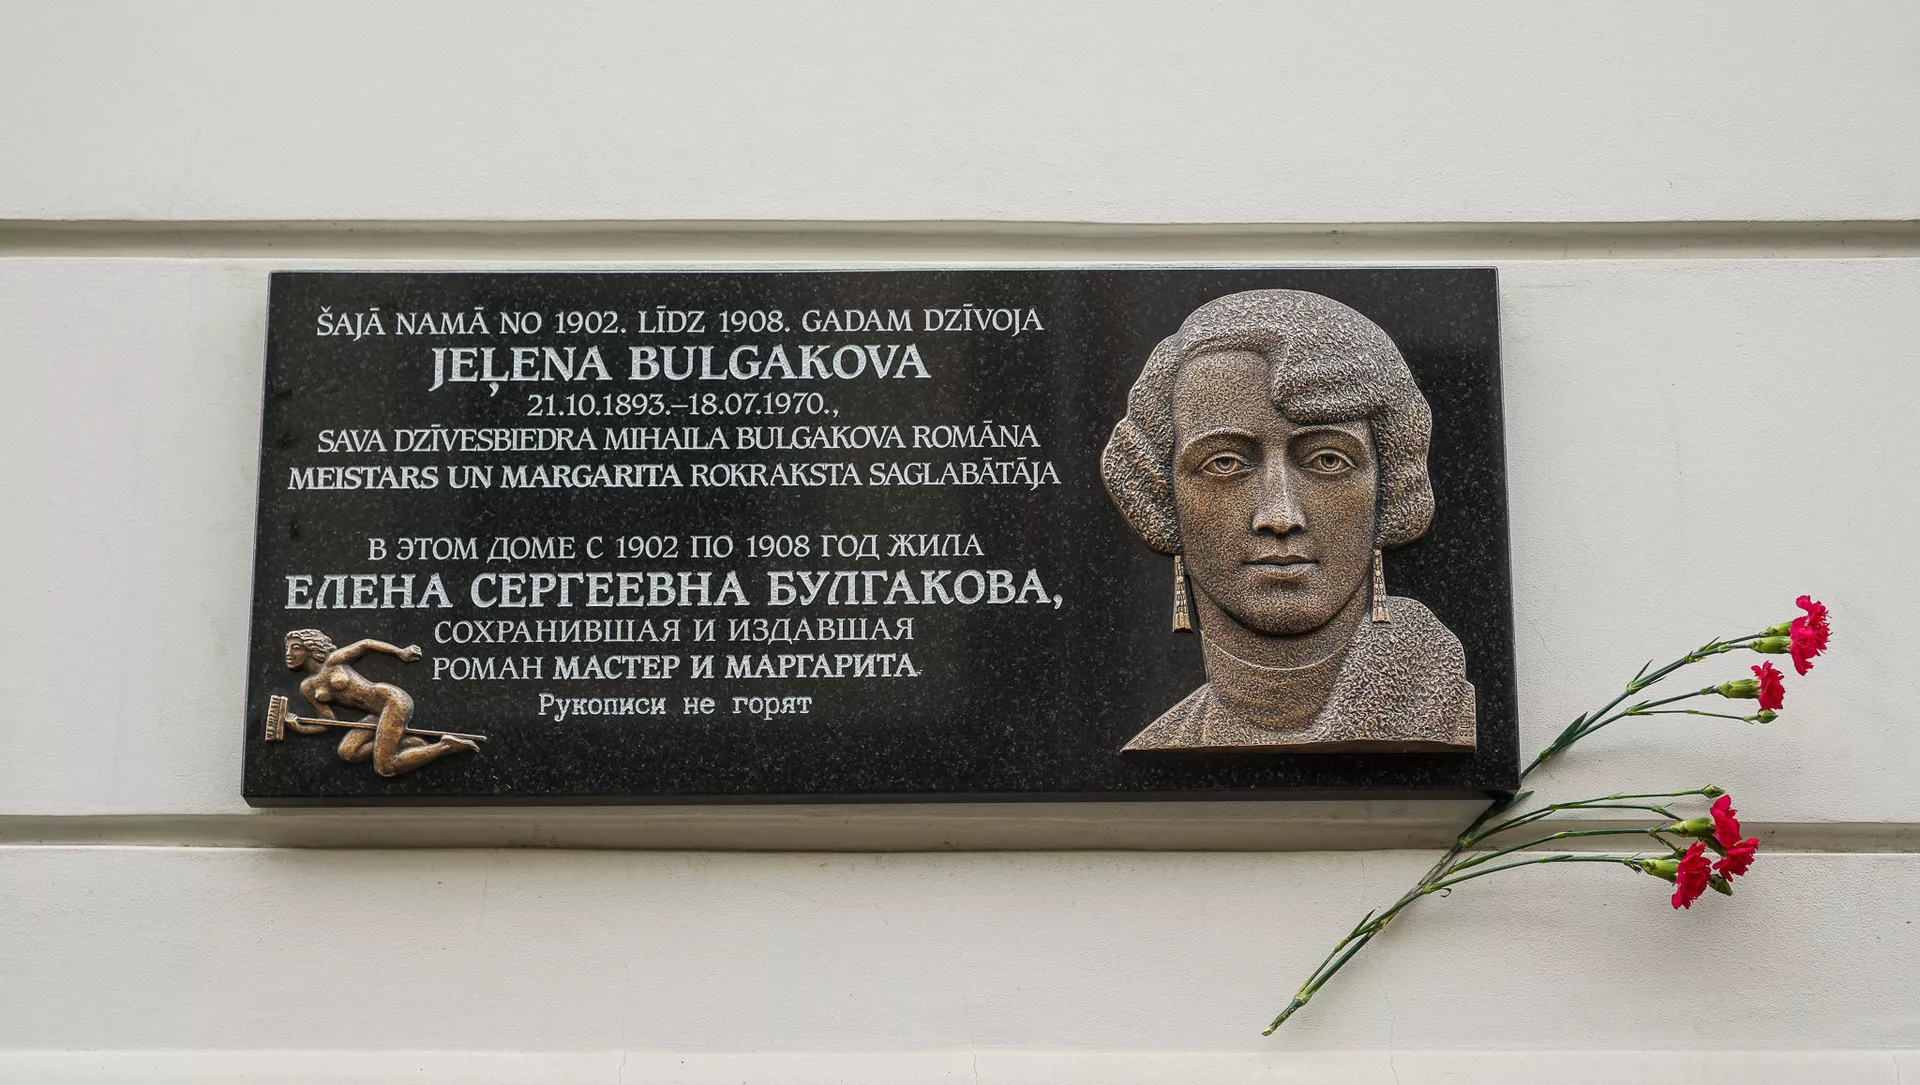 ŠAJĀ NAMĀ NO 1902. LĪDZ 1908. GADAM DZĪVOJA
JEĻENA BULGAKOVA
21.10.1893.–18.07.1970.,
SAVA DZĪVESBIEDRA MIHAILA BULGAKOVA ROMĀNA
MEISTARS UN MARGARITA ROKRAKSTA SAGLABĀTĀJA
В ЭТОМ ДОМЕ С 1902 ПО 1908 ГОД ЖИЛА
ЕЛЕНА СЕРГЕЕВНА БУЛГАКОВА,
СОХРАНИВШАЯ И ИЗДАВШАЯ
РОМАН МАСТЕР И МАРГАРИТА
Рукописи не горят